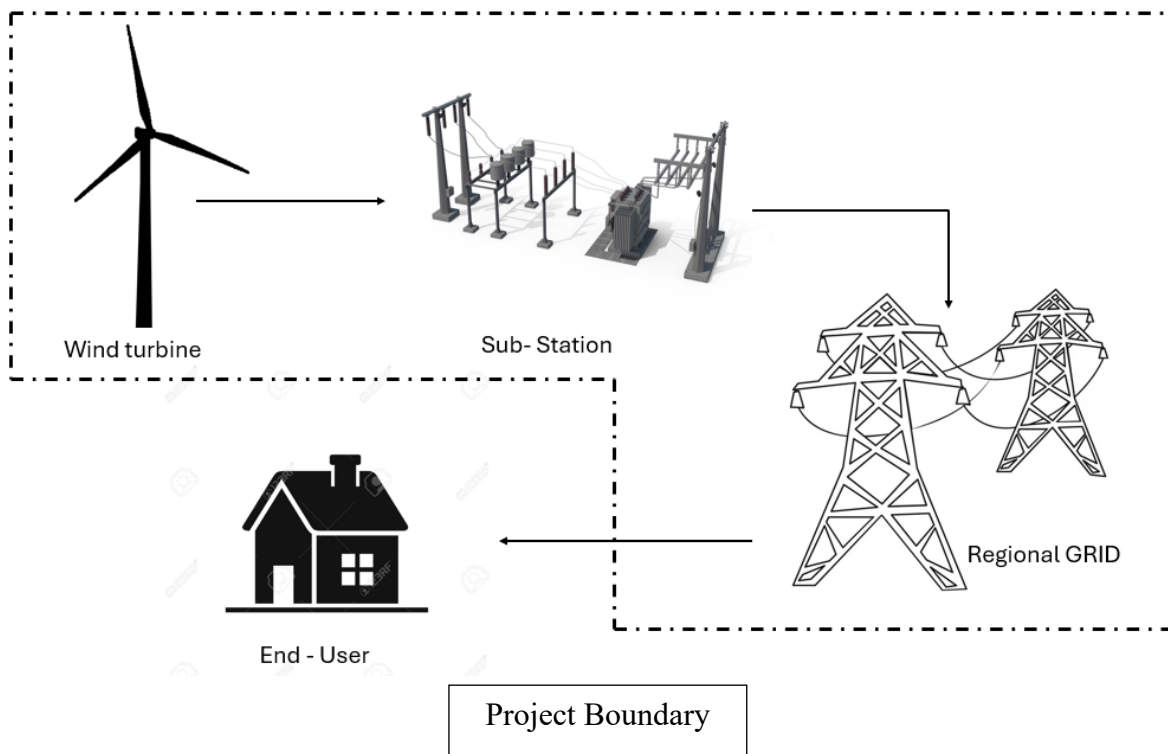 Wind turbine
Sub- Station
Regional GRID
End - User
Project Boundary